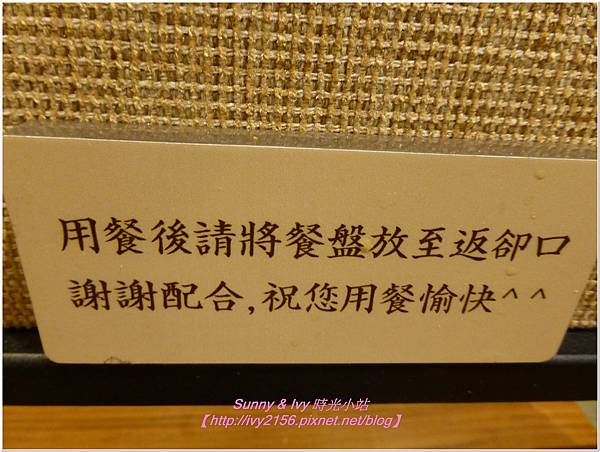 用餐後請將餐盤放至返卻口
謝謝配合,祝您用餐愉快^ ^
Sunny & Ivy 時光小站
【http://ivy2156.pixnet.net/blog】